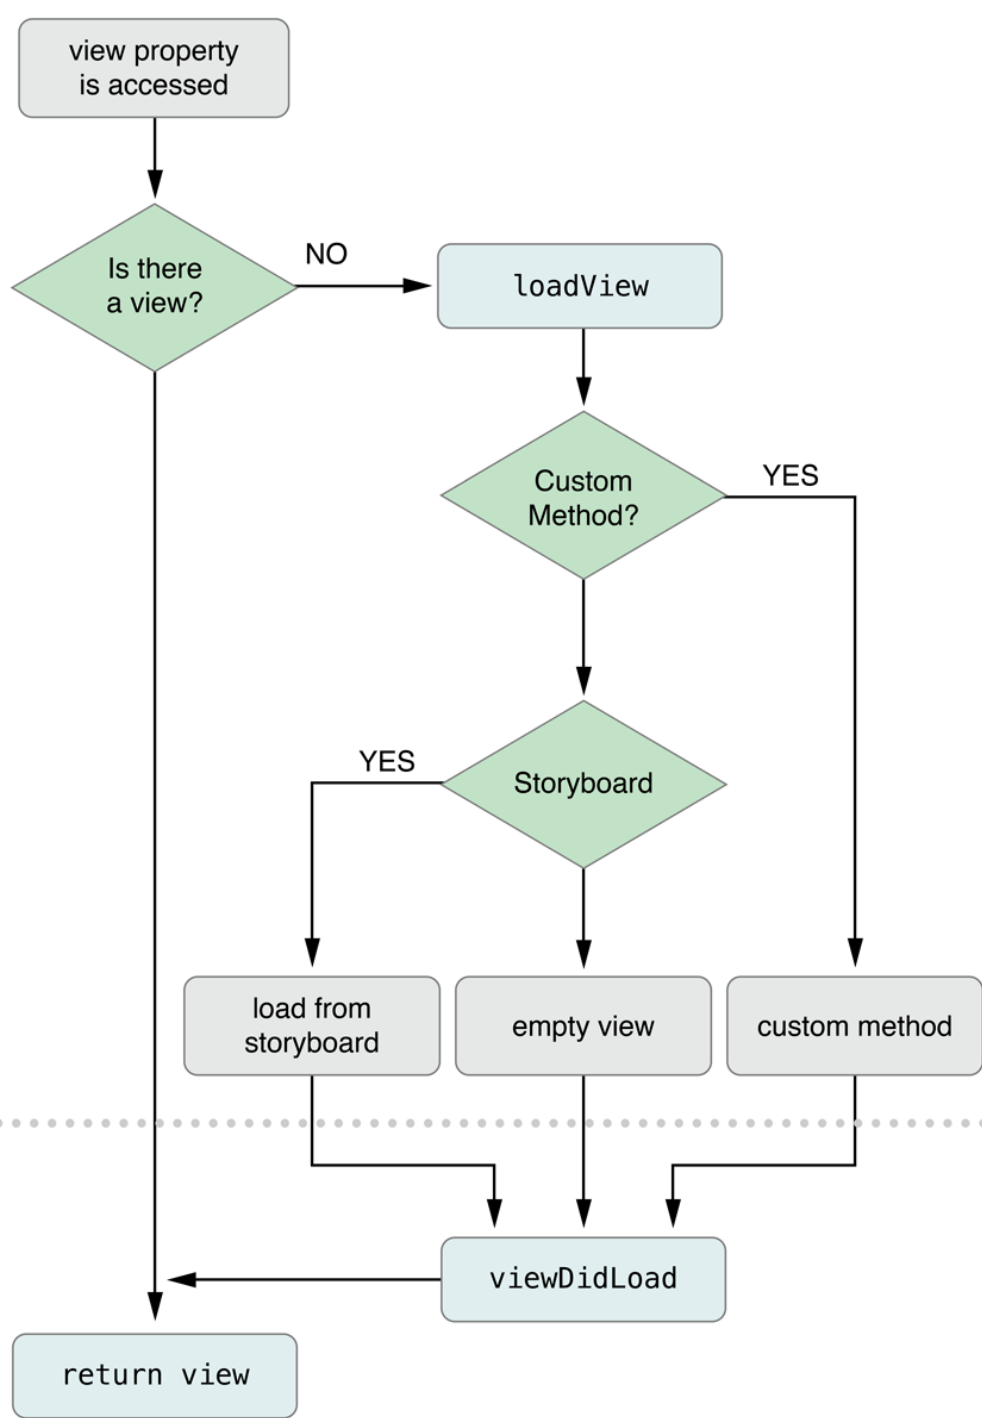 view property
is accessed
Is there
a view?
NO
loadView
Custom
Method?
YES
YES
Storyboard
load from
storyboard
empty view
custom method
viewDidLoad
return view